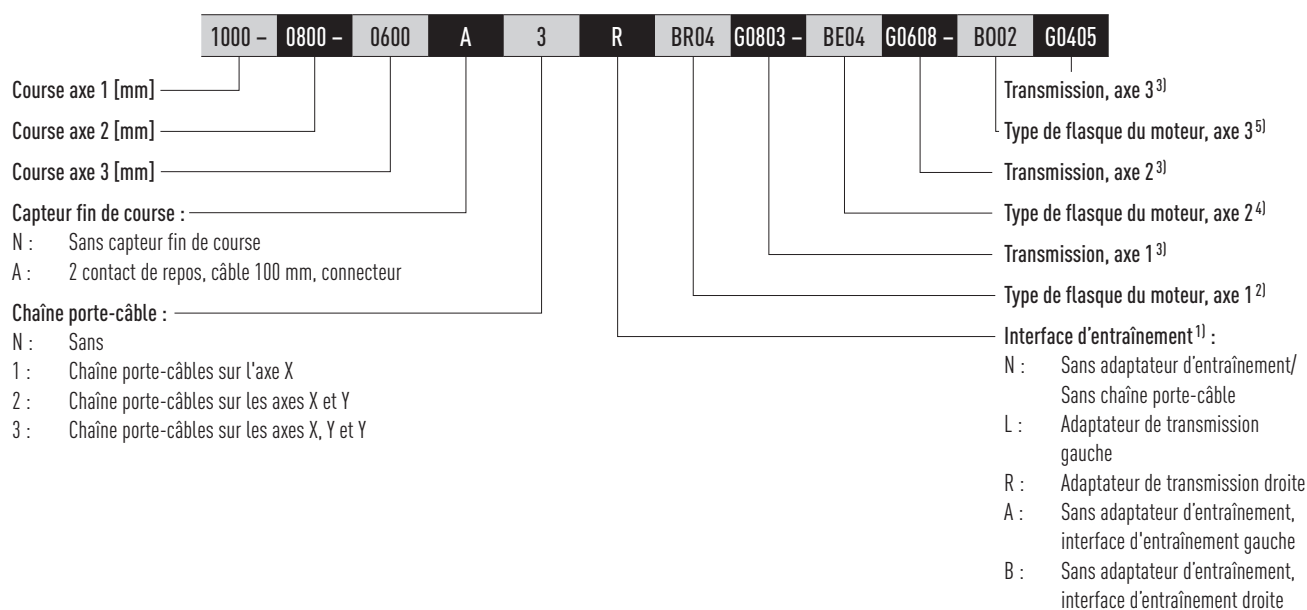 1000 – 0800 – 0600 A 3 R BR04 G0803 – BE04 G0608 – BO02 G0405
Course axe 1 [mm]
Course axe 2 [mm]
Course axe 3 [mm]
Capteur fin de course :
N : Sans capteur fin de course
A : 2 contact de repos, câble 100 mm, connecteur
Chaîne porte-câble :
N : Sans
1 : Chaîne porte-câbles sur l'axe X
2 : Chaîne porte-câbles sur les axes X et Y
3 : Chaîne porte-câbles sur les axes X, Y et Y
Transmission, axe 3 3)
Type de flasque du moteur, axe 3 5)
Transmission, axe 2 3)
Type de flasque du moteur, axe 2 4)
Transmission, axe 1 3)
Type de flasque du moteur, axe 1 2)
Interface d’entraînement 1) :
N : Sans adaptateur d’entraînement/
Sans chaîne porte-câble
L : Adaptateur de transmission
gauche
R : Adaptateur de transmission droite
A : Sans adaptateur d’entraînement,
interface d'entraînement gauche
B : Sans adaptateur d’entraînement,
interface d’entraînement droite